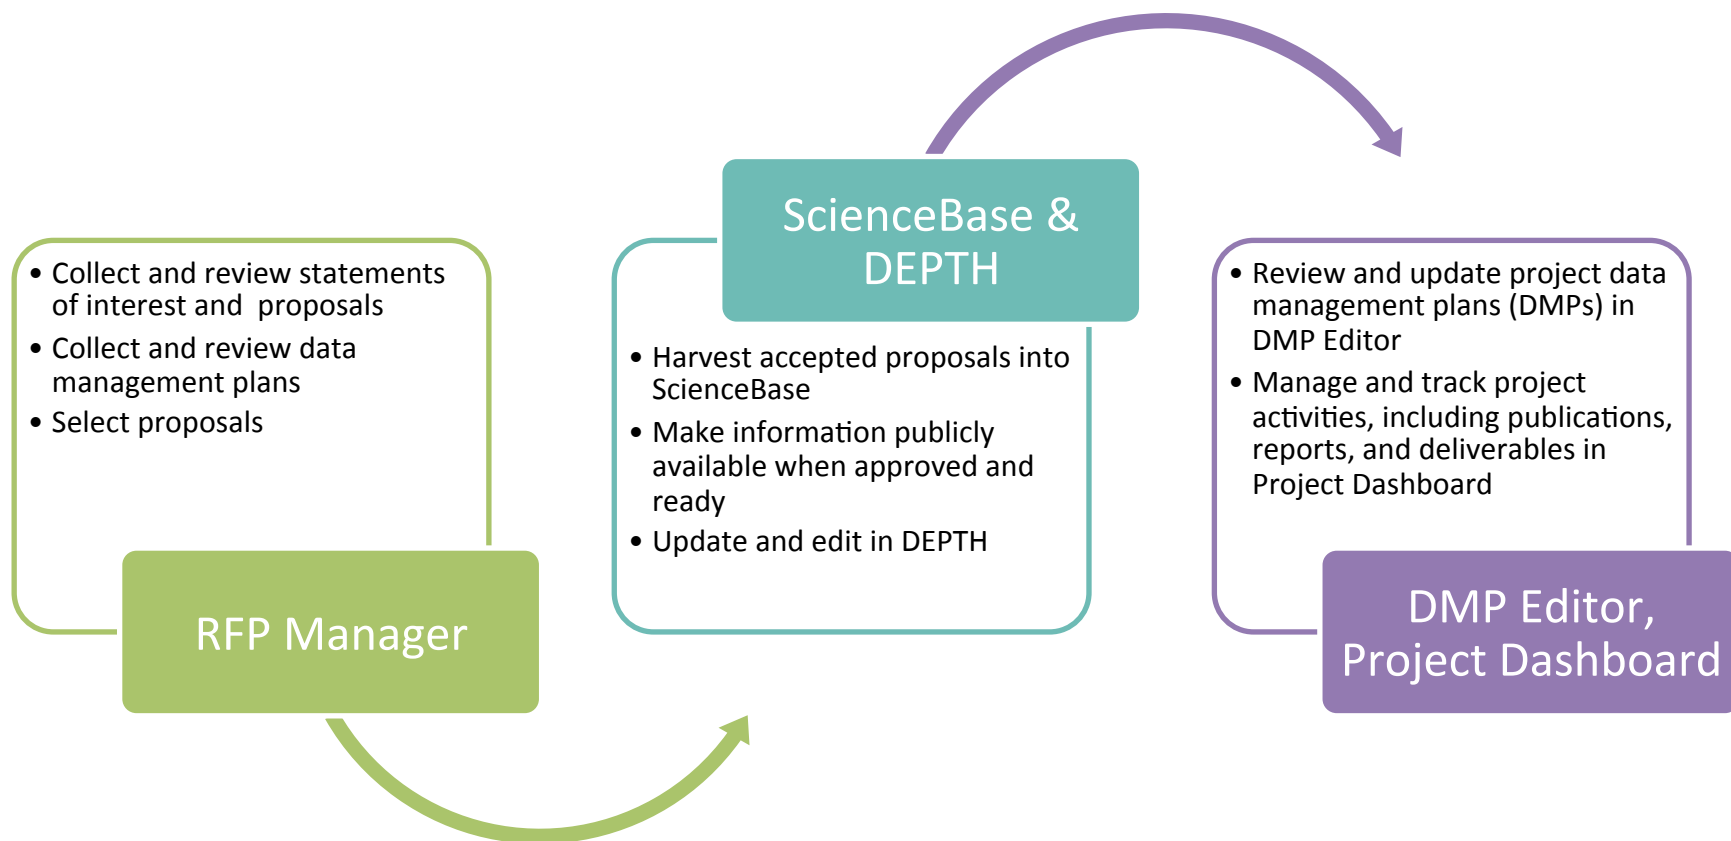 • Collect and review statements
of interest and  proposals
• Collect and review data
management plans
• Select proposals
RFP Manager
ScienceBase &
DEPTH
• Harvest accepted proposals into
ScienceBase
• Make information publicly
available when approved and
ready
• Update and edit in DEPTH
• Review and update project data
management plans (DMPs) in
DMP Editor
• Manage and track project
activities, including publications,
reports, and deliverables in
Project Dashboard
DMP Editor,
Project Dashboard